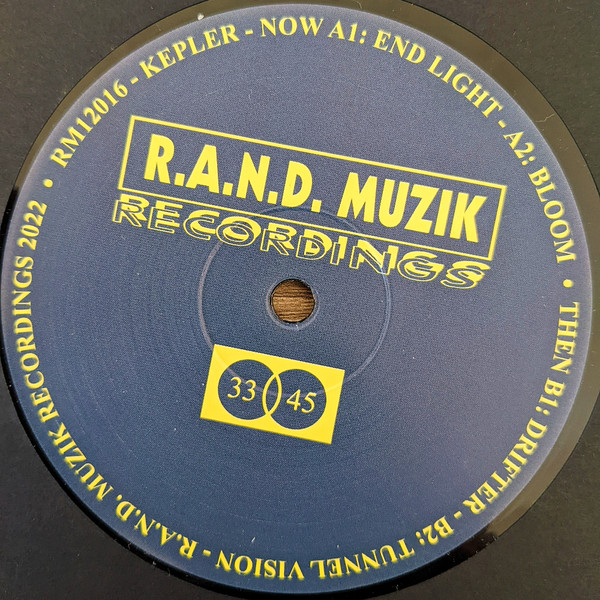 RM12016 - KEPLER - NOW A1: END LIGHT - A2: BLOOM • THEN B1: DRIFTER - B2: TUNNEL VISION - R.A.N.D. MUZIK RECORDINGS 2022 •
R.A.N.D. MUZIK
RECORDINGS
33 45